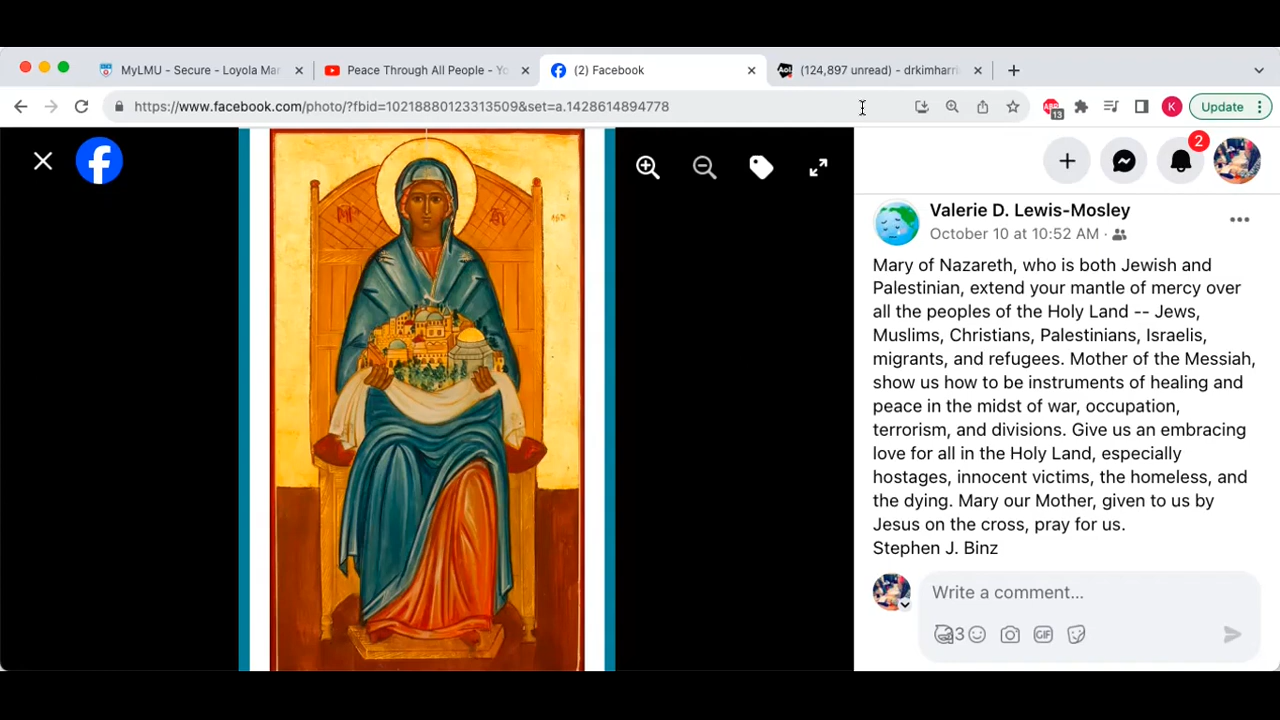 MyLMU - Secure - Loyola Mar
Peace Through All People - Yo
(2) Facebook
AOL.
(124,897 unread) - drkimharri
https://www.facebook.com/photo/?fbid=10218880123313509&set=a.1428614894778
13
K
Update
2
Valerie D. Lewis-Mosley
October 10 at 10:52 AM ·
Mary of Nazareth, who is both Jewish and
Palestinian, extend your mantle of mercy over
all the peoples of the Holy Land -- Jews,
Muslims, Christians, Palestinians, Israelis,
migrants, and refugees. Mother of the Messiah,
show us how to be instruments of healing and
peace in the midst of war, occupation,
terrorism, and divisions. Give us an embracing
love for all in the Holy Land, especially
hostages, innocent victims, the homeless, and
the dying. Mary our Mother, given to us by
Jesus on the cross, pray for us.
Stephen J. Binz
Write a comment...
3
GIF